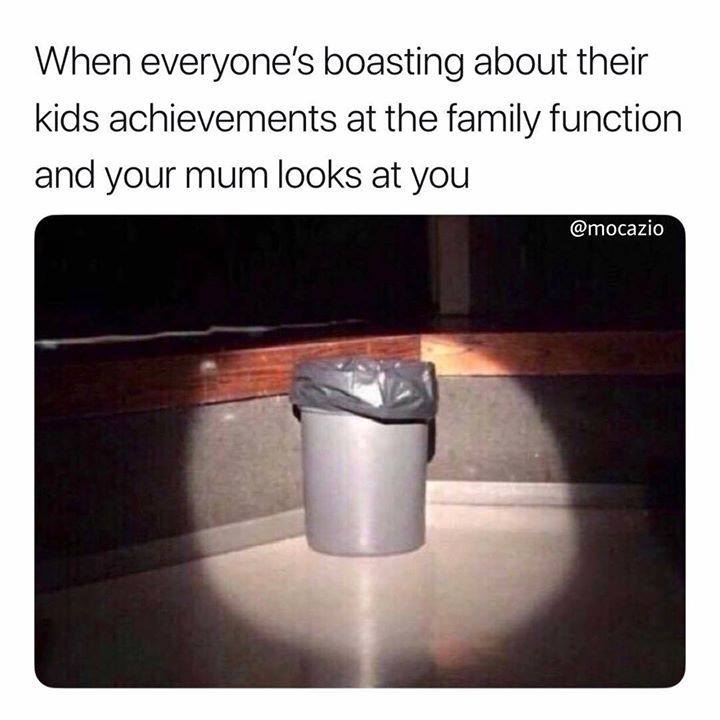 When everyone’s boasting about their
kids achievements at the family function
and your mum looks at you
@mocazio